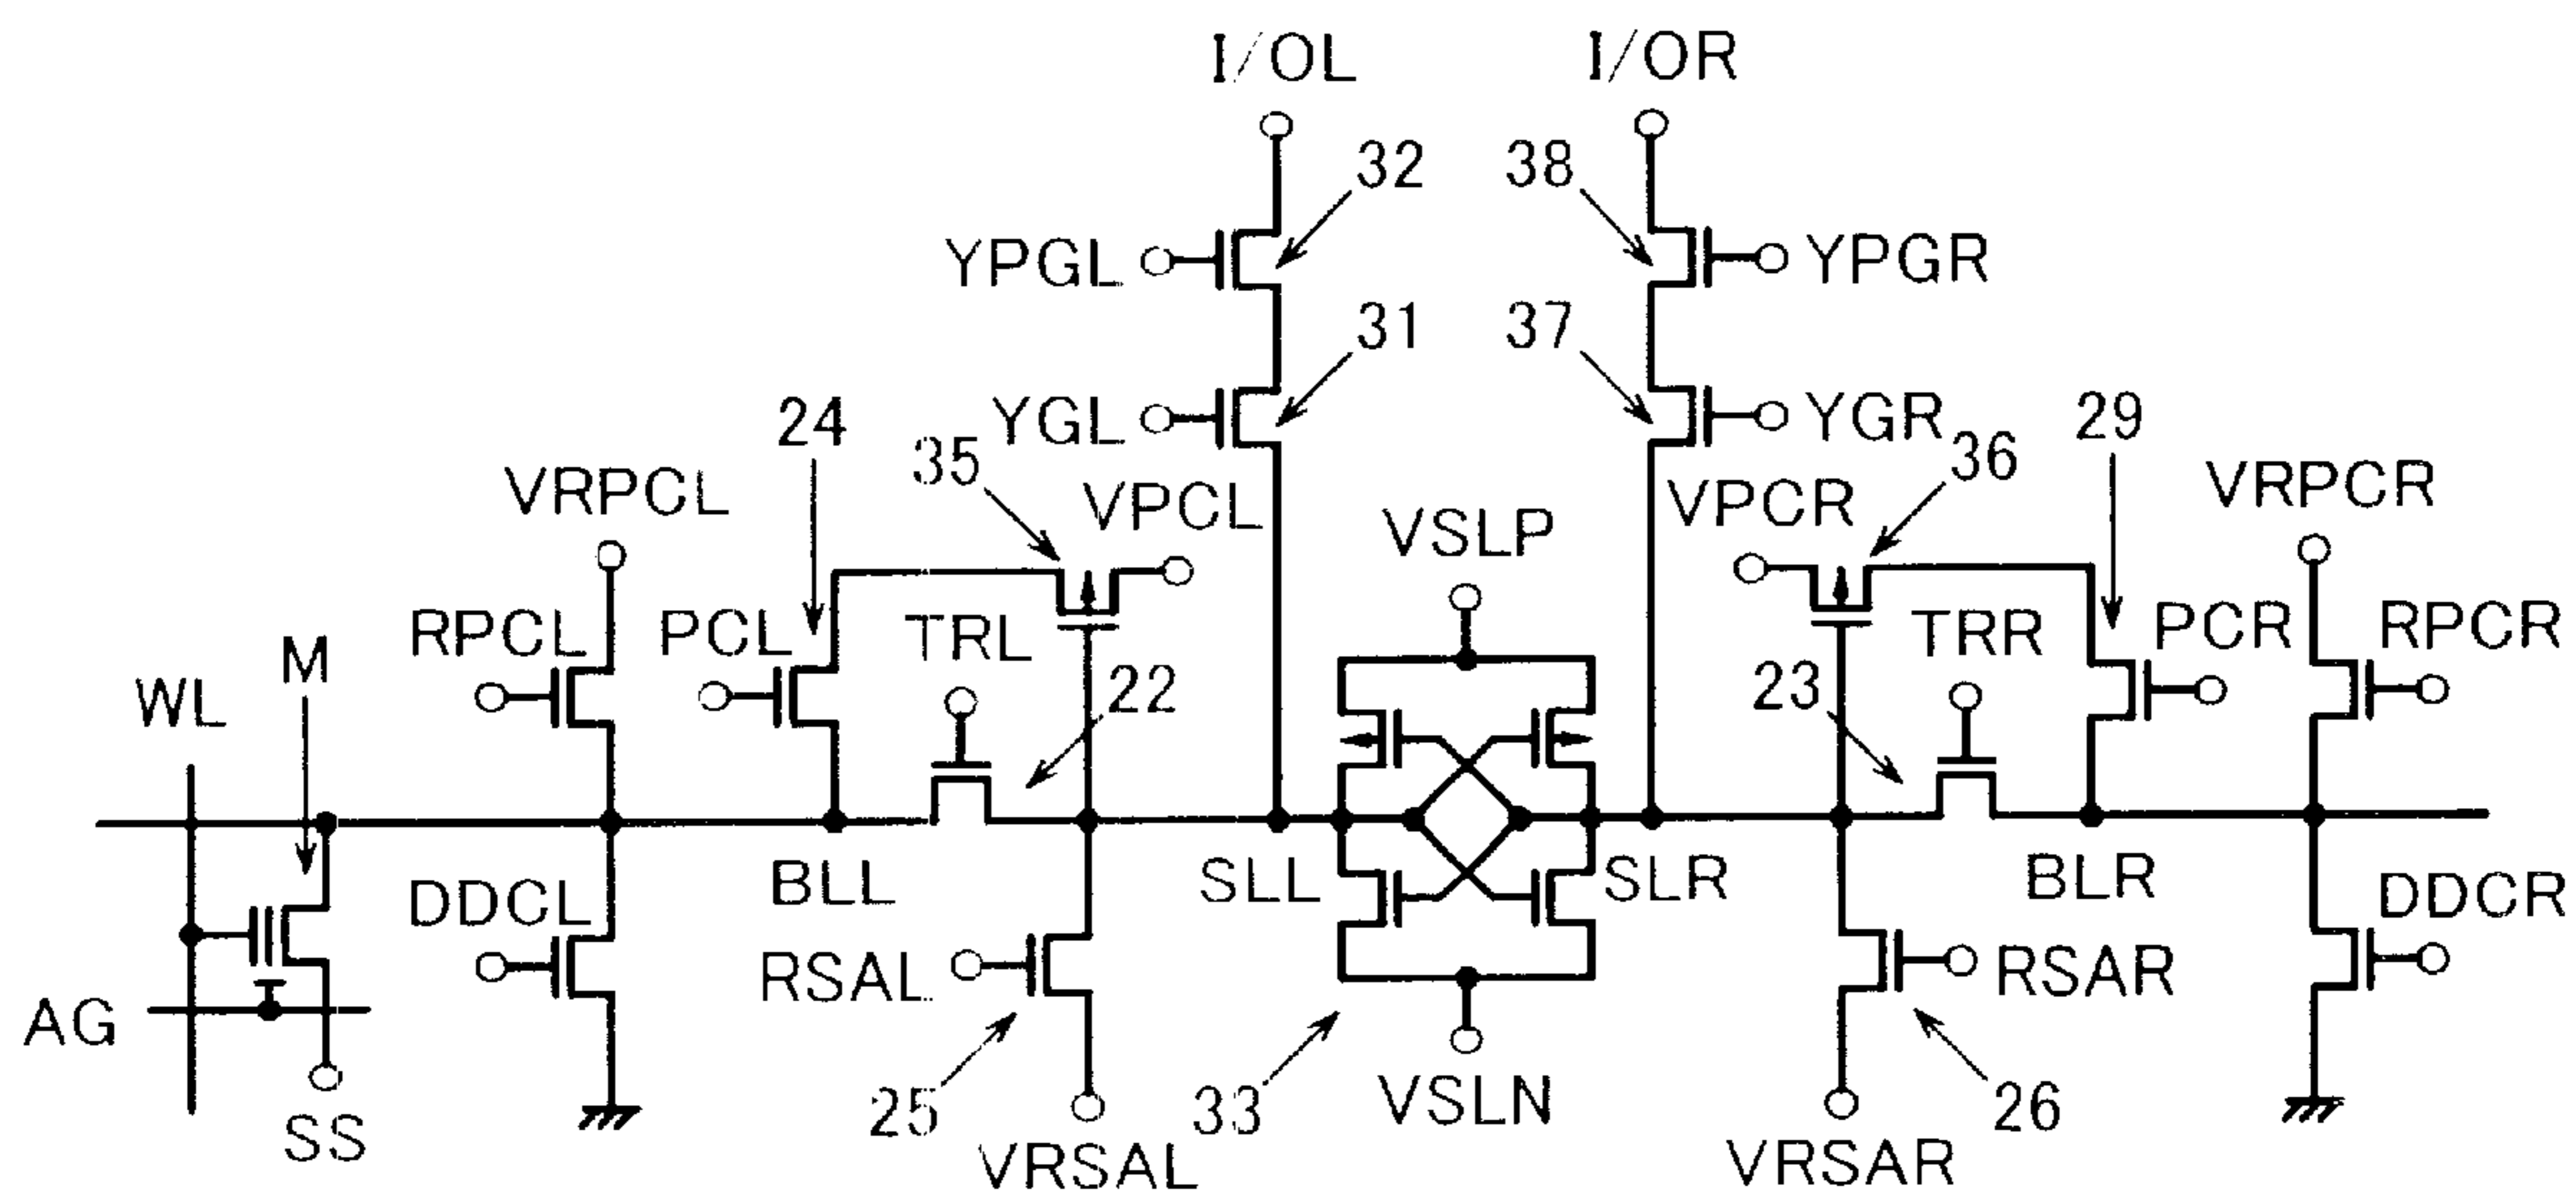 I/OL I/OR
32 38
YPGL YPGR
31 37
YGL YGR
24 35 36 29
VRPCL VPCL VSLP VPCR VRPCR
RPCL PCL TRL TRR PCR RPCR
M
WL 22 23
BLL SLL SLR BLR
DDCL DDCR
RSAL RSAR
AG
25 33 VSLN 26
SS
VRSAL VRSAR